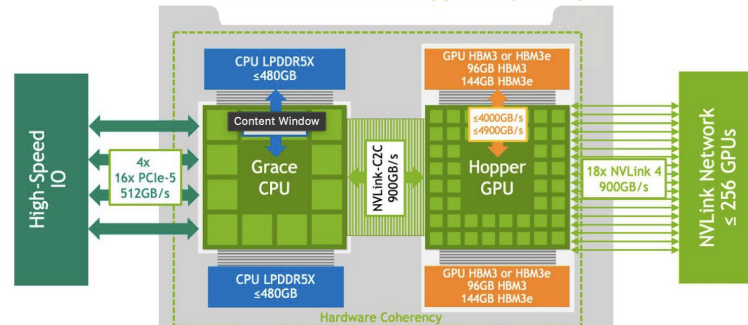 High-Speed
IO
4x
16x PCIe-5
512GB/s
CPU LPDDR5X
≤480GB
Content Window
Grace
CPU
CPU LPDDR5X
≤480GB
NVLink-C2C
900GB/s
GPU HBM3 or HBM3e
96GB HBM3
144GB HBM3e
≤4000GB/s
≤4900GB/s
Hopper
GPU
GPU HBM3 or HBM3e
96GB HBM3
144GB HBM3e
18x NVLink 4
900GB/s
NVLink Network
≤ 256 GPUs
Hardware Coherency